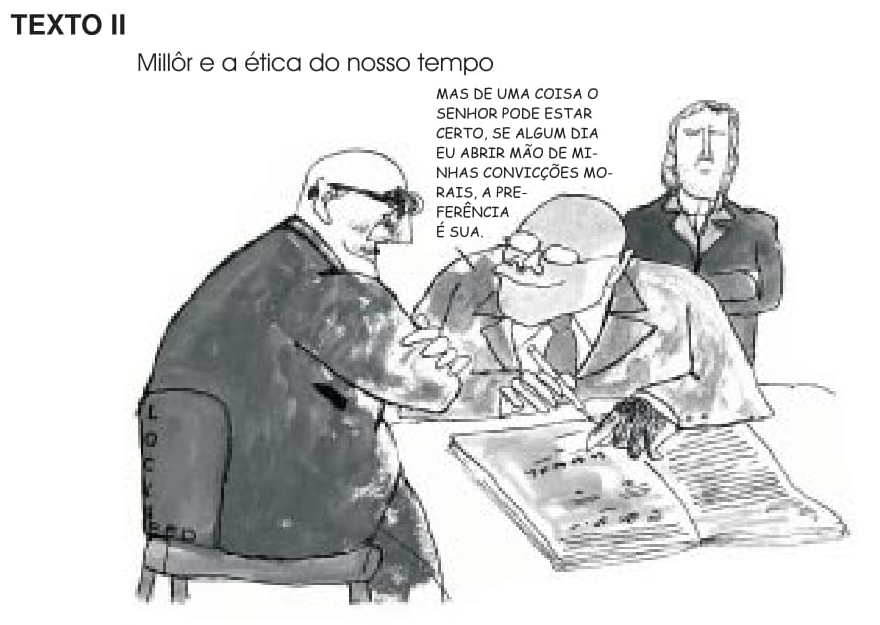 TEXTO II
Millôr e a ética do nosso tempo
MAS DE UMA COISA O
SENHOR PODE ESTAR
CERTO, SE ALGUM DIA
EU ABRIR MÃO DE MI-
NHAS CONVICÇÕES MO-
RAIS, A PRE-
FERÊNCIA
É SUA.
LOCKHEED